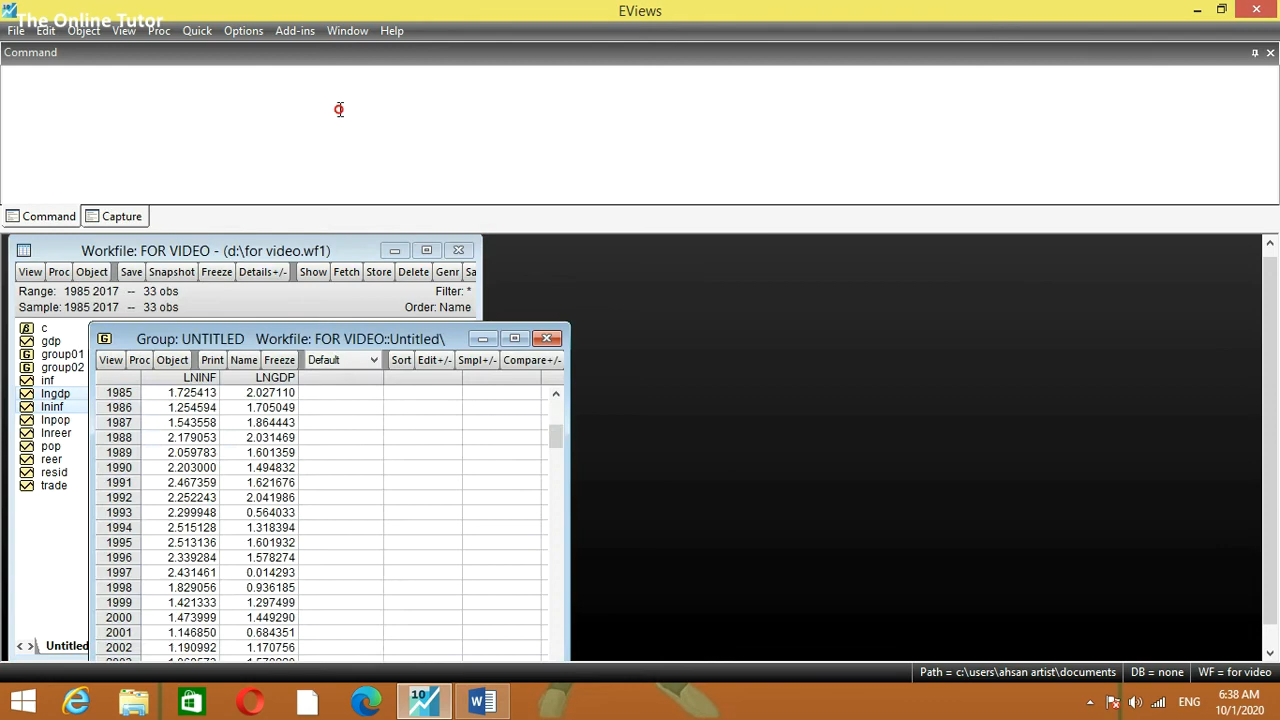 EViews
The Online Tutor
File Edit Object View Proc Quick Options Add-ins Window Help
Command
Command Capture
Workfile: FOR VIDEO - (d:\for video.wf1)
View Proc Object Save Snapshot Freeze Details+/- Show Fetch Store Delete Genr Sa
Range: 1985 2017 -- 33 obs Filter: *
Sample: 1985 2017 -- 33 obs Order: Name
c
gdp
group01
group02
inf
lngdp
lninf
lnpop
lnreer
pop
reer
resid
trade
Untitled
Group: UNTITLED Workfile: FOR VIDEO::Untitled\
View Proc Object Print Name Freeze Default Sort Edit+/- Smpl+/- Compare+/-
LNINF LNGDP
1985 1.725413 2.027110
1986 1.254594 1.705049
1987 1.543558 1.864443
1988 2.179053 2.031469
1989 2.059783 1.601359
1990 2.203000 1.494832
1991 2.467359 1.621676
1992 2.252243 2.041986
1993 2.299948 0.564033
1994 2.515128 1.318394
1995 2.513136 1.601932
1996 2.339284 1.578274
1997 2.431461 0.014293
1998 1.829056 0.936185
1999 1.421333 1.297499
2000 1.473999 1.449290
2001 1.146850 0.684351
2002 1.190992 1.170756
Path = c:\users\ahsan artist\documents DB = none WF = for video
10
ENG
6:38 AM
10/1/2020